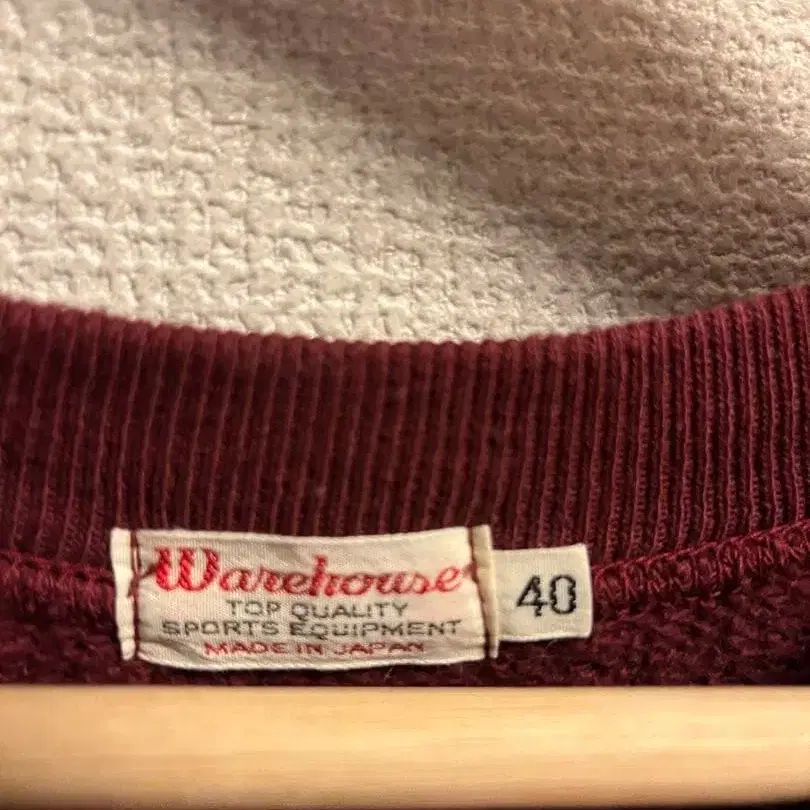 Warehouse
TOP QUALITY
SPORTS EQUIPMENT
MADE IN JAPAN
40